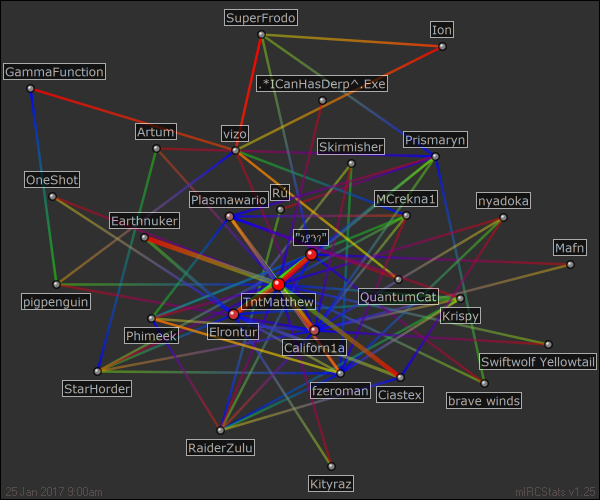 SuperFrodo
Ion
GammaFunction
.*ICanHasDerp^.Exe
Artum
vizo
Skirmisher
Prismaryn
OneShot
Plasmawario
Rú
MCrekna1
nyadoka
Earthnuker
Mafn
pigpenguin
TntMatthew
QuantumCat
Krispy
Phimeek
Elrontur
Californ1a
Swiftwolf Yellowtail
StarHorder
fzeroman
Ciastex
brave winds
RaiderZulu
Kityraz
25 Jan 2017 9:00am
mIRCStats v1.25